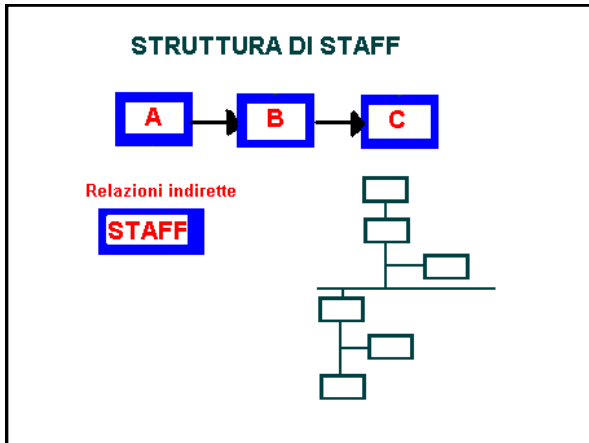 STRUTTURA DI STAFF
A B C
Relazioni indirette
STAFF